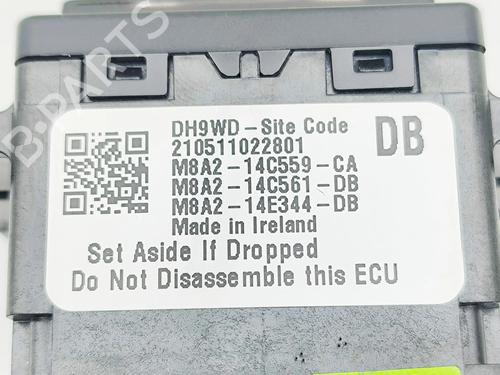 DH9WD-Site Code
DB
210511022801
M8A2-14C559-CA
M8A2-14C561-DB
M8A2-14E344-DB
Made in Ireland
Set Aside If Dropped
Do Not Disassemble this ECU
B-PARTS